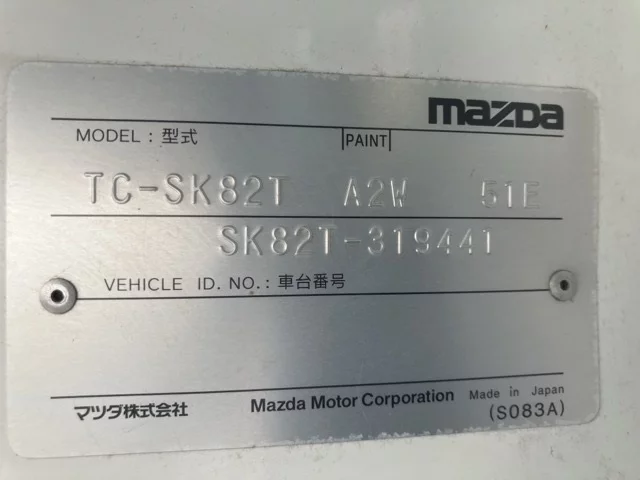 mazda
MODEL : 型式 PAINT
TC-SK82T A2W 51E
SK82T-319441
VEHICLE ID. NO. : 車台番号
マツダ株式会社 Mazda Motor Corporation Made in Japan
(S083A)